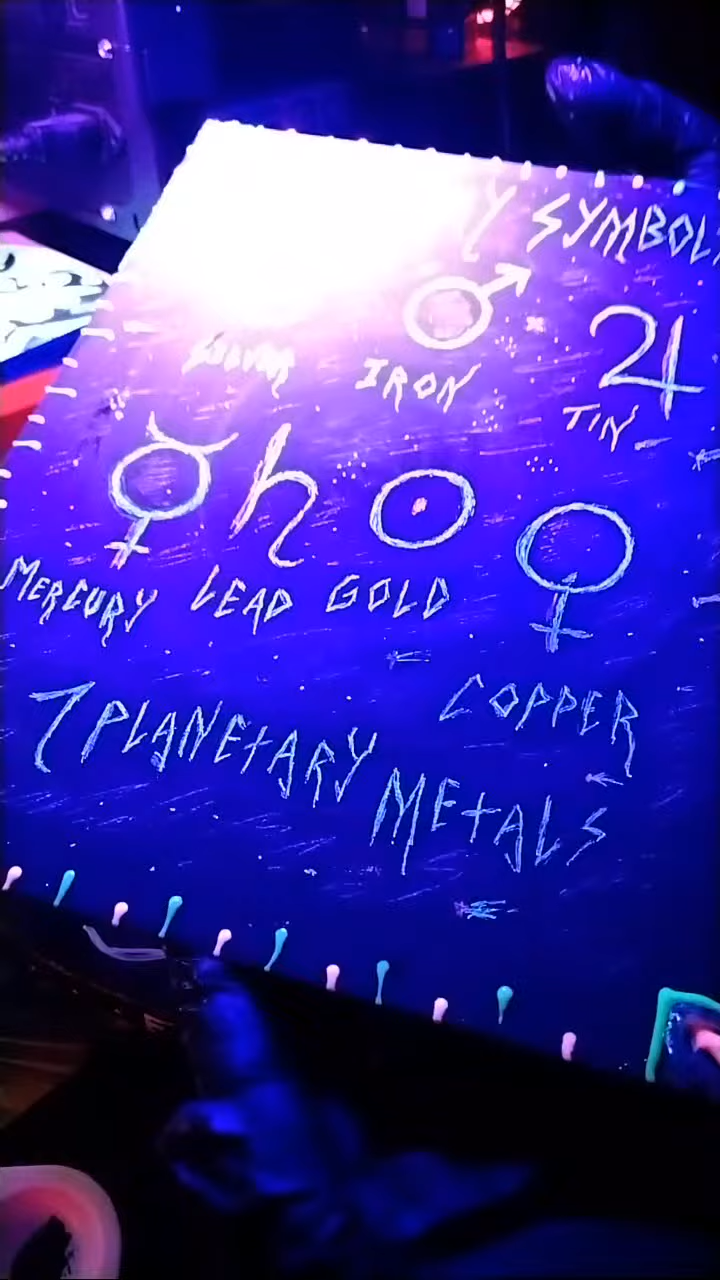 Y SYMBOL
IRON
TIN
MERCURY LEAD GOLD
COPPER
7 PLANETARY METALS